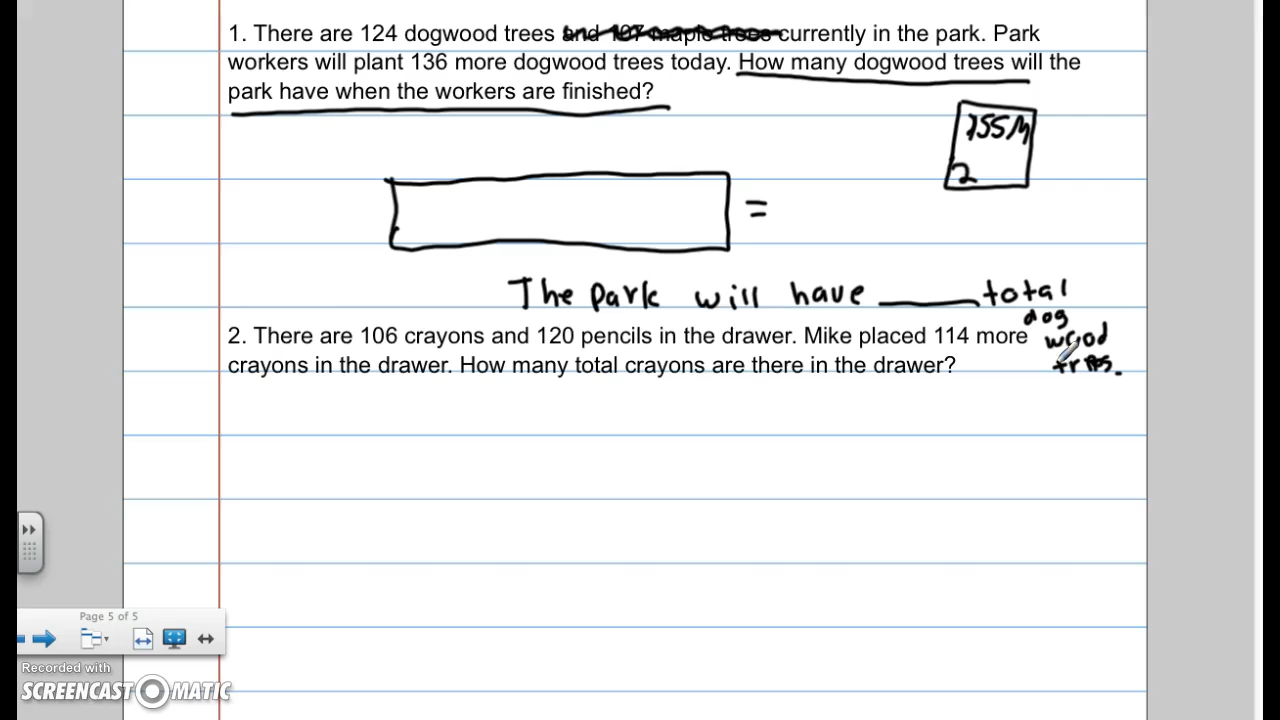 1. There are 124 dogwood trees and 107 maple trees currently in the park. Park
workers will plant 136 more dogwood trees today. How many dogwood trees will the
park have when the workers are finished?
2
=
The park will have ____ total
dog
wood
trees.
2. There are 106 crayons and 120 pencils in the drawer. Mike placed 114 more
crayons in the drawer. How many total crayons are there in the drawer?
Page 5 of 5
Recorded with
SCREENCAST MATIC